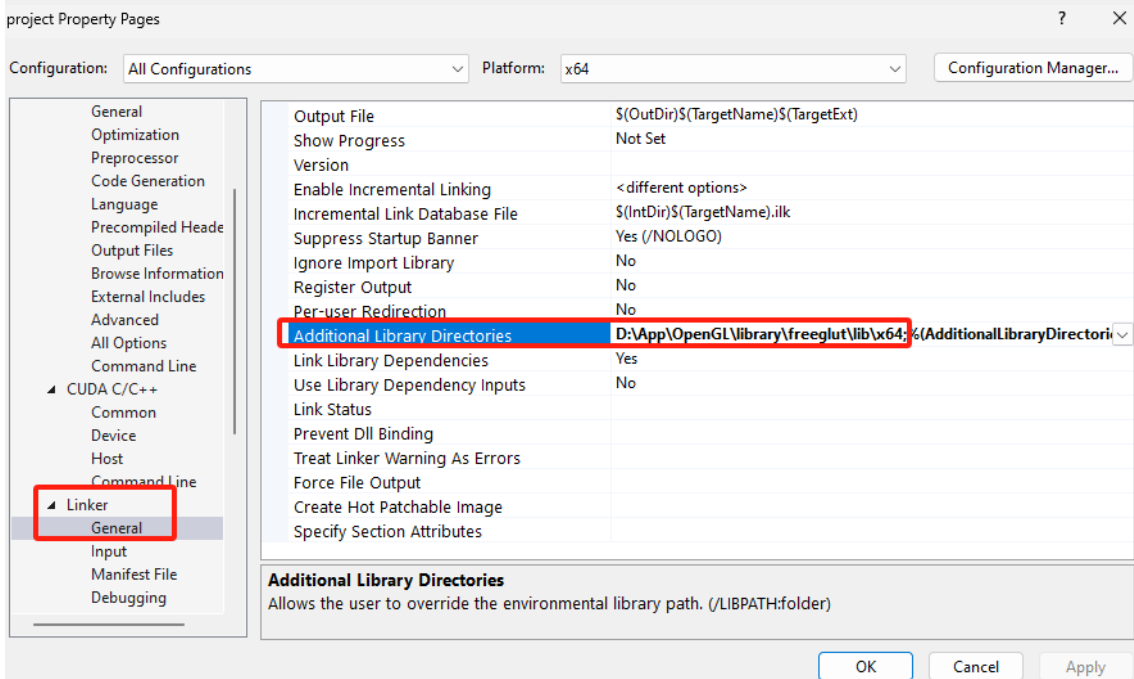 project Property Pages
?
Configuration: All Configurations Platform: x64 Configuration Manager...
General
Optimization
Preprocessor
Code Generation
Language
Precompiled Heade
Output Files
Browse Information
External Includes
Advanced
All Options
Command Line
CUDA C/C++
Common
Device
Host
Command Line
Linker
General
Input
Manifest File
Debugging
Output File $(OutDir)$(TargetName)$(TargetExt)
Show Progress Not Set
Version
Enable Incremental Linking <different options>
Incremental Link Database File $(IntDir)$(TargetName).ilk
Suppress Startup Banner Yes (/NOLOGO)
Ignore Import Library No
Register Output No
Per-user Redirection No
Additional Library Directories D:\App\OpenGL\library\freeglut\lib\x64;%(AdditionalLibraryDirectori
Link Library Dependencies Yes
Use Library Dependency Inputs No
Link Status
Prevent Dll Binding
Treat Linker Warning As Errors
Force File Output
Create Hot Patchable Image
Specify Section Attributes
Additional Library Directories
Allows the user to override the environmental library path. (/LIBPATH:folder)
OK Cancel Apply